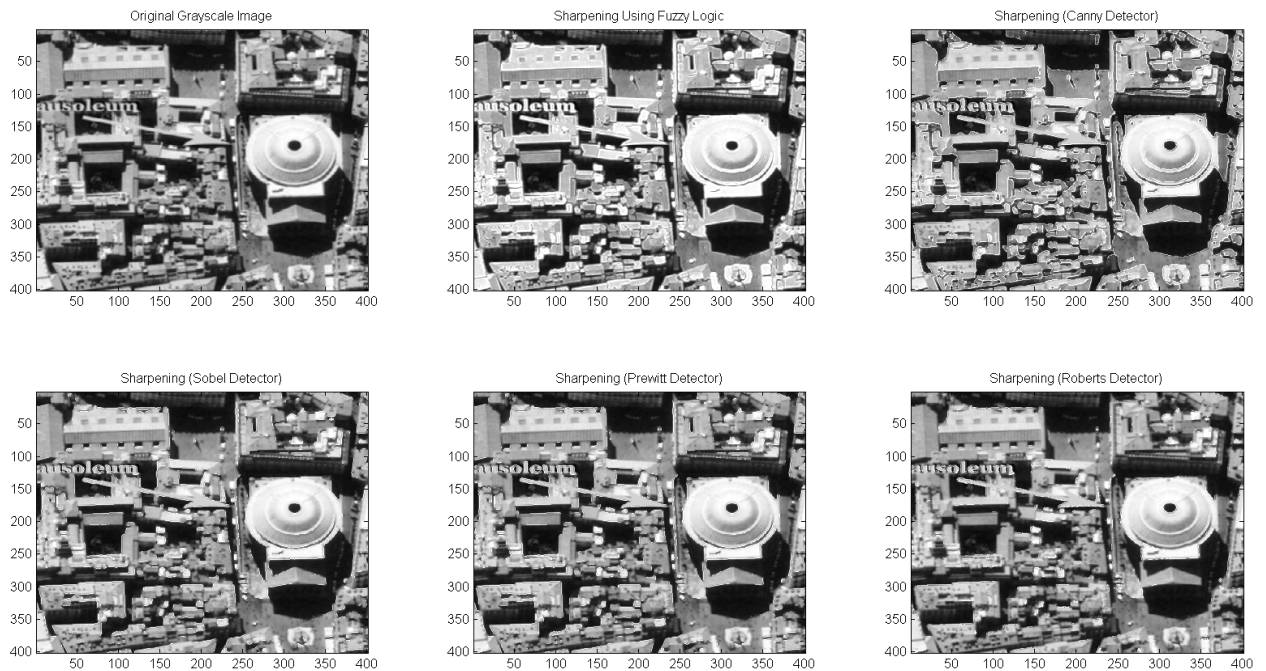 Original Grayscale Image
50
100
150
200
250
300
350
400
ausoleum
50 100 150 200 250 300 350 400
Sharpening Using Fuzzy Logic
50
100
150
200
250
300
350
400
ausoleum
50 100 150 200 250 300 350 400
Sharpening (Canny Detector)
50
100
150
200
250
300
350
400
ausoleum
50 100 150 200 250 300 350 400
Sharpening (Sobel Detector)
50
100
150
200
250
300
350
400
ausoleum
50 100 150 200 250 300 350 400
Sharpening (Prewitt Detector)
50
100
150
200
250
300
350
400
ausoleum
50 100 150 200 250 300 350 400
Sharpening (Roberts Detector)
50
100
150
200
250
300
350
400
ausoleum
50 100 150 200 250 300 350 400